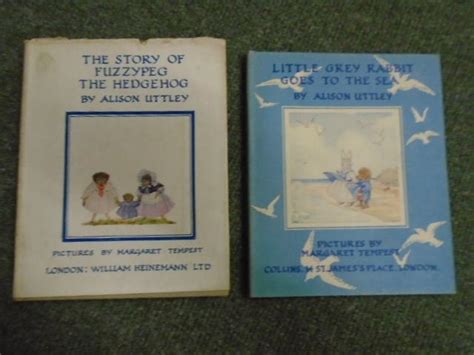 THE STORY OF
FUZZYPEG
THE HEDGEHOG
BY ALISON UTTLEY
PICTURES BY MARGARET TEMPEST
LONDON: WILLIAM HEINEMANN LTD
LITTLE GREY RABBIT
GOES TO THE SEA
BY ALISON UTTLEY
PICTURES BY
MARGARET TEMPEST
COLLINS, 14 ST. JAMES'S PLACE, LONDON